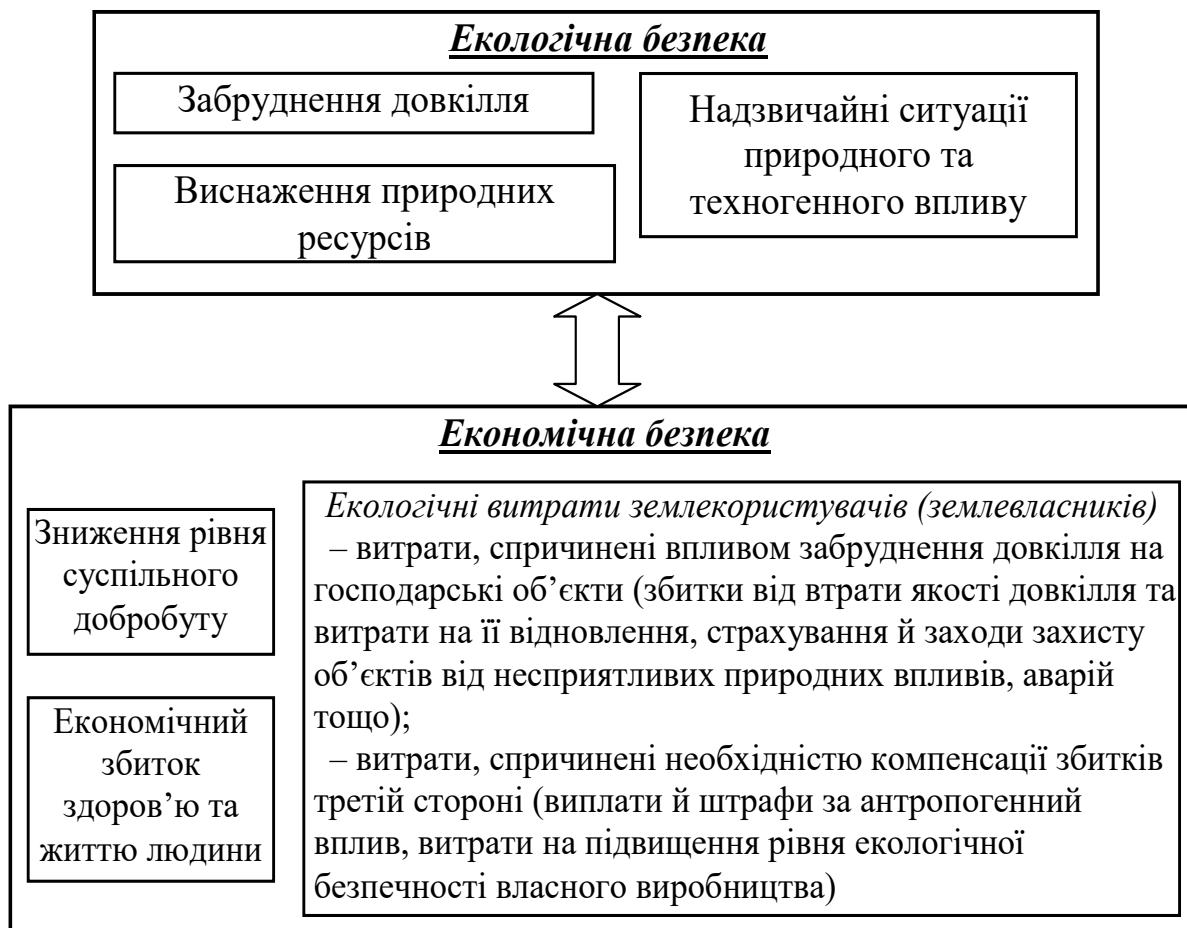 Екологічна безпека
Забруднення довкілля
Виснаження природних
ресурсів
Надзвичайні ситуації
природного та
техногенного впливу
Економічна безпека
Зниження рівня
суспільного
добробуту
Економічний
збиток
здоров’ю та
життю людини
Екологічні витрати землекористувачів (землевласників)
– витрати, спричинені впливом забруднення довкілля на
господарські об’єкти (збитки від втрати якості довкілля та
витрати на її відновлення, страхування й заходи захисту
об’єктів від несприятливих природних впливів, аварій
тощо);
– витрати, спричинені необхідністю компенсації збитків
третій стороні (виплати й штрафи за антропогенний
вплив, витрати на підвищення рівня екологічної
безпечності власного виробництва)